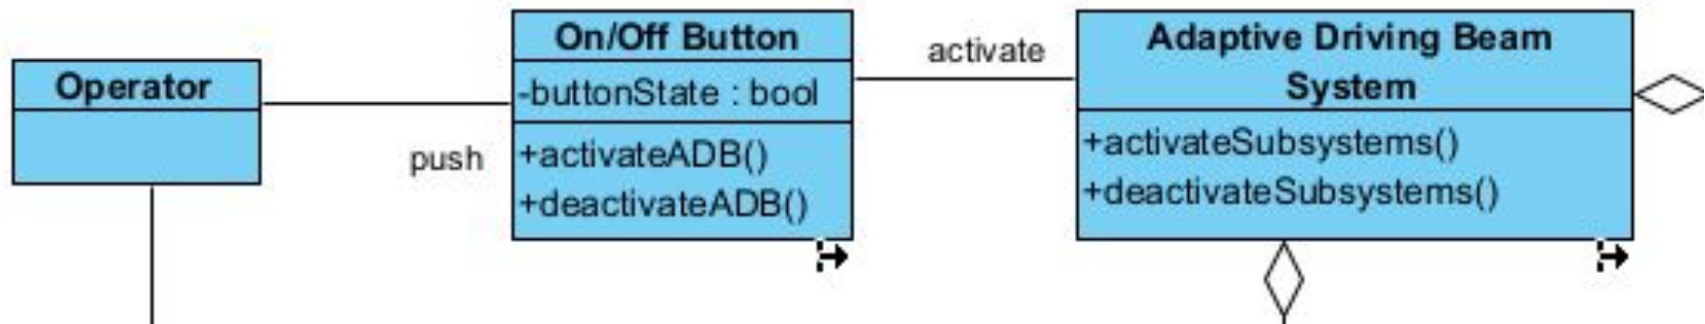 Operator
push
On/Off Button
-buttonState : bool
+activateADB()
+deactivateADB()
activate
Adaptive Driving Beam
System
+activateSubsystems()
+deactivateSubsystems()